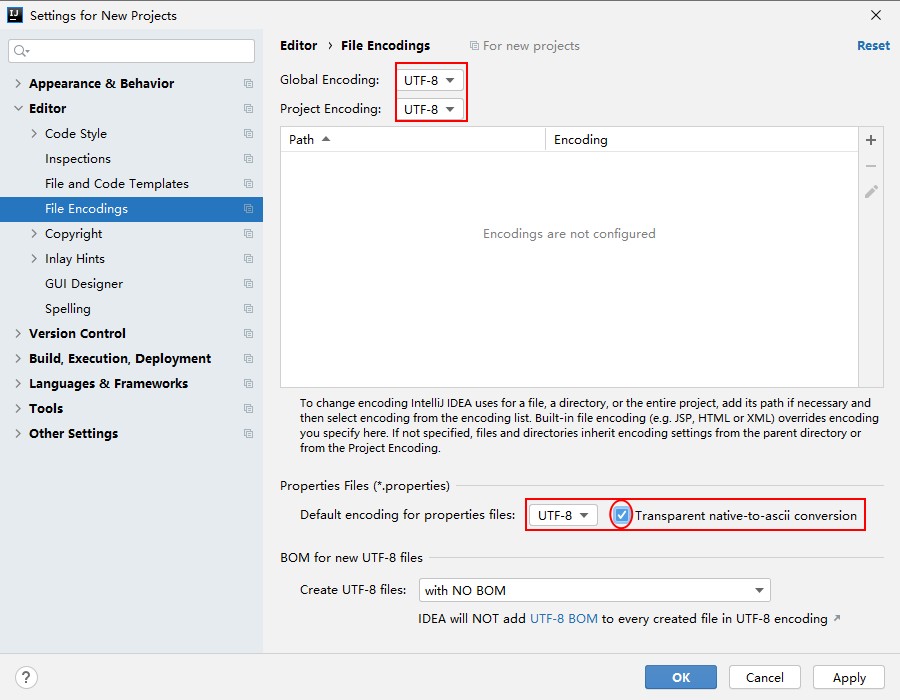 Settings for New Projects
Appearance & Behavior
Editor
Code Style
Inspections
File and Code Templates
File Encodings
Copyright
Inlay Hints
GUI Designer
Spelling
Version Control
Build, Execution, Deployment
Languages & Frameworks
Tools
Other Settings
Editor › File Encodings For new projects Reset
Global Encoding: UTF-8
Project Encoding: UTF-8
Path Encoding
Encodings are not configured
To change encoding IntelliJ IDEA uses for a file, a directory, or the entire project, add its path if necessary and
then select encoding from the encoding list. Built-in file encoding (e.g. JSP, HTML or XML) overrides encoding
you specify here. If not specified, files and directories inherit encoding settings from the parent directory or
from the Project Encoding.
Properties Files (*.properties)
Default encoding for properties files: UTF-8 Transparent native-to-ascii conversion
BOM for new UTF-8 files
Create UTF-8 files: with NO BOM
IDEA will NOT add UTF-8 BOM to every created file in UTF-8 encoding ↗
? OK Cancel Apply